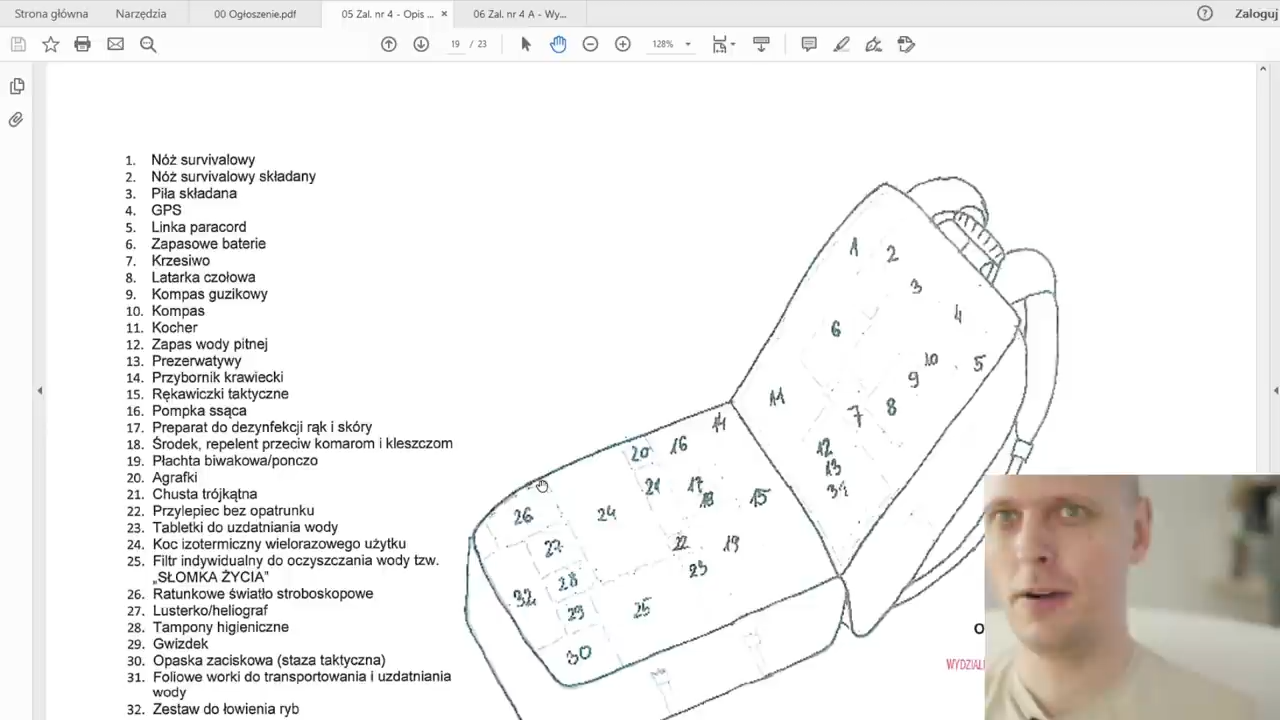 Strona główna
Narzędzia
00 Ogłoszenie.pdf
05 Zal. nr 4 - Opis ...
×
06 Zal. nr 4 A - Wy...
?
Zaloguj
19 / 23
128%
1. Nóż survivalowy
2. Nóż survivalowy składany
3. Piła składana
4. GPS
5. Linka paracord
6. Zapasowe baterie
7. Krzesiwo
8. Latarka czołowa
9. Kompas guzikowy
10. Kompas
11. Kocher
12. Zapas wody pitnej
13. Prezerwatywy
14. Przybornik krawiecki
15. Rękawiczki taktyczne
16. Pompka ssąca
17. Preparat do dezynfekcji rąk i skóry
18. Środek, repelent przeciw komarom i kleszczom
19. Płachta biwakowa/ponczo
20. Agrafki
21. Chusta trójkątna
22. Przylepiec bez opatrunku
23. Tabletki do uzdatniania wody
24. Koc izotermiczny wielorazowego użytku
25. Filtr indywidualny do oczyszczania wody tzw.
„SŁOMKA ŻYCIA”
26. Ratunkowe światło stroboskopowe
27. Lusterko/heliograf
28. Tampony higieniczne
29. Gwizdek
30. Opaska zaciskowa (staza taktyczna)
31. Foliowe worki do transportowania i uzdatniania
wody
32. Zestaw do łowienia ryb
1
2
3
4
6
10
5
9
11
7
8
12
13
31
14
20
16
21
17
18
15
26
24
27
22
19
23
28
32
29
25
30
O
WYDZIAŁ